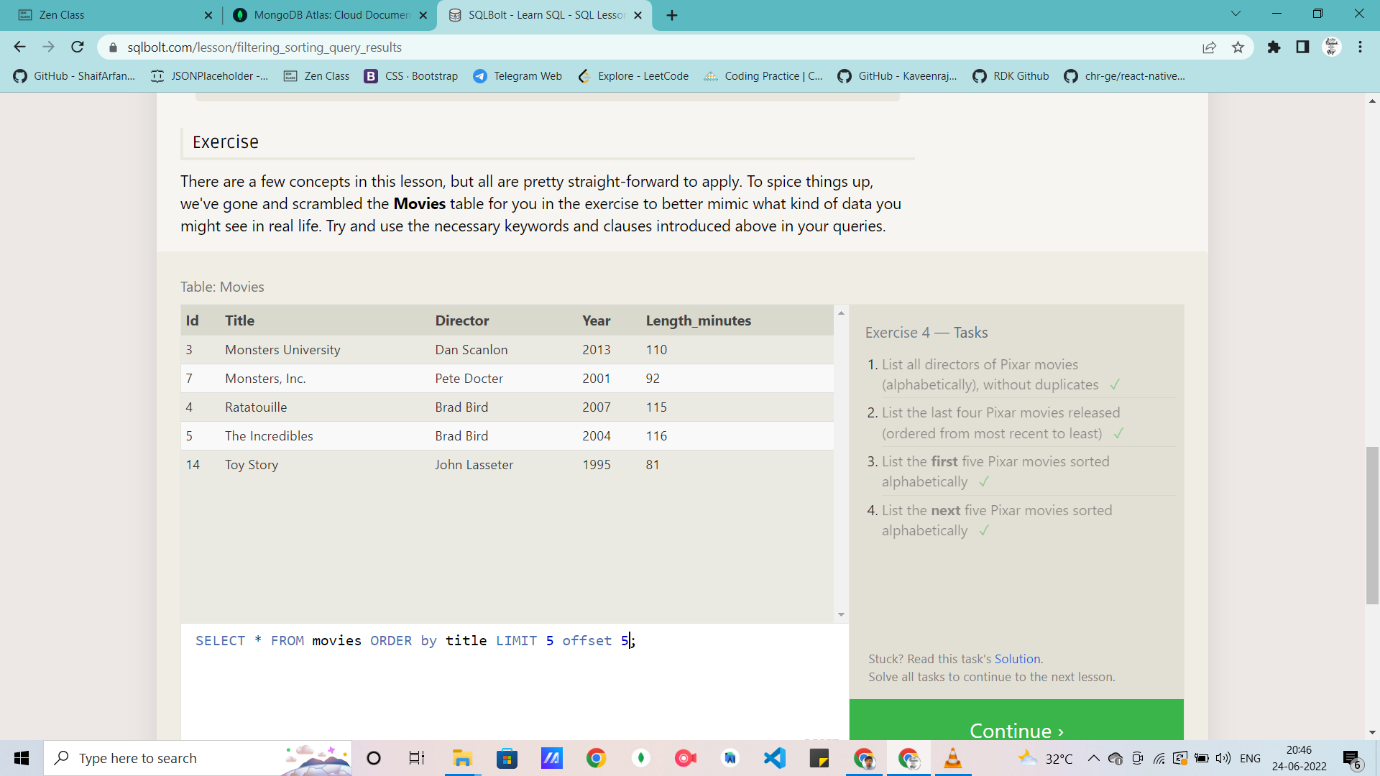 Zen Class
MongoDB Atlas: Cloud Documen
SQLBolt - Learn SQL - SQL Lesson
sqlbolt.com/lesson/filtering_sorting_query_results
GitHub - ShaifArfan...
JSONPlaceholder -...
Zen Class
CSS · Bootstrap
Telegram Web
Explore - LeetCode
Coding Practice | C...
GitHub - Kaveenraj...
RDK Github
chr-ge/react-native...
Exercise
There are a few concepts in this lesson, but all are pretty straight-forward to apply. To spice things up,
we've gone and scrambled the Movies table for you in the exercise to better mimic what kind of data you
might see in real life. Try and use the necessary keywords and clauses introduced above in your queries.
Table: Movies
Id Title Director Year Length_minutes
3 Monsters University Dan Scanlon 2013 110
7 Monsters, Inc. Pete Docter 2001 92
4 Ratatouille Brad Bird 2007 115
5 The Incredibles Brad Bird 2004 116
14 Toy Story John Lasseter 1995 81
SELECT * FROM movies ORDER by title LIMIT 5 offset 5;
Exercise 4 — Tasks
1. List all directors of Pixar movies
(alphabetically), without duplicates ✓
2. List the last four Pixar movies released
(ordered from most recent to least) ✓
3. List the first five Pixar movies sorted
alphabetically ✓
4. List the next five Pixar movies sorted
alphabetically ✓
Stuck? Read this task's Solution.
Solve all tasks to continue to the next lesson.
Continue ›
Type here to search
32°C
ENG
20:46
24-06-2022
6